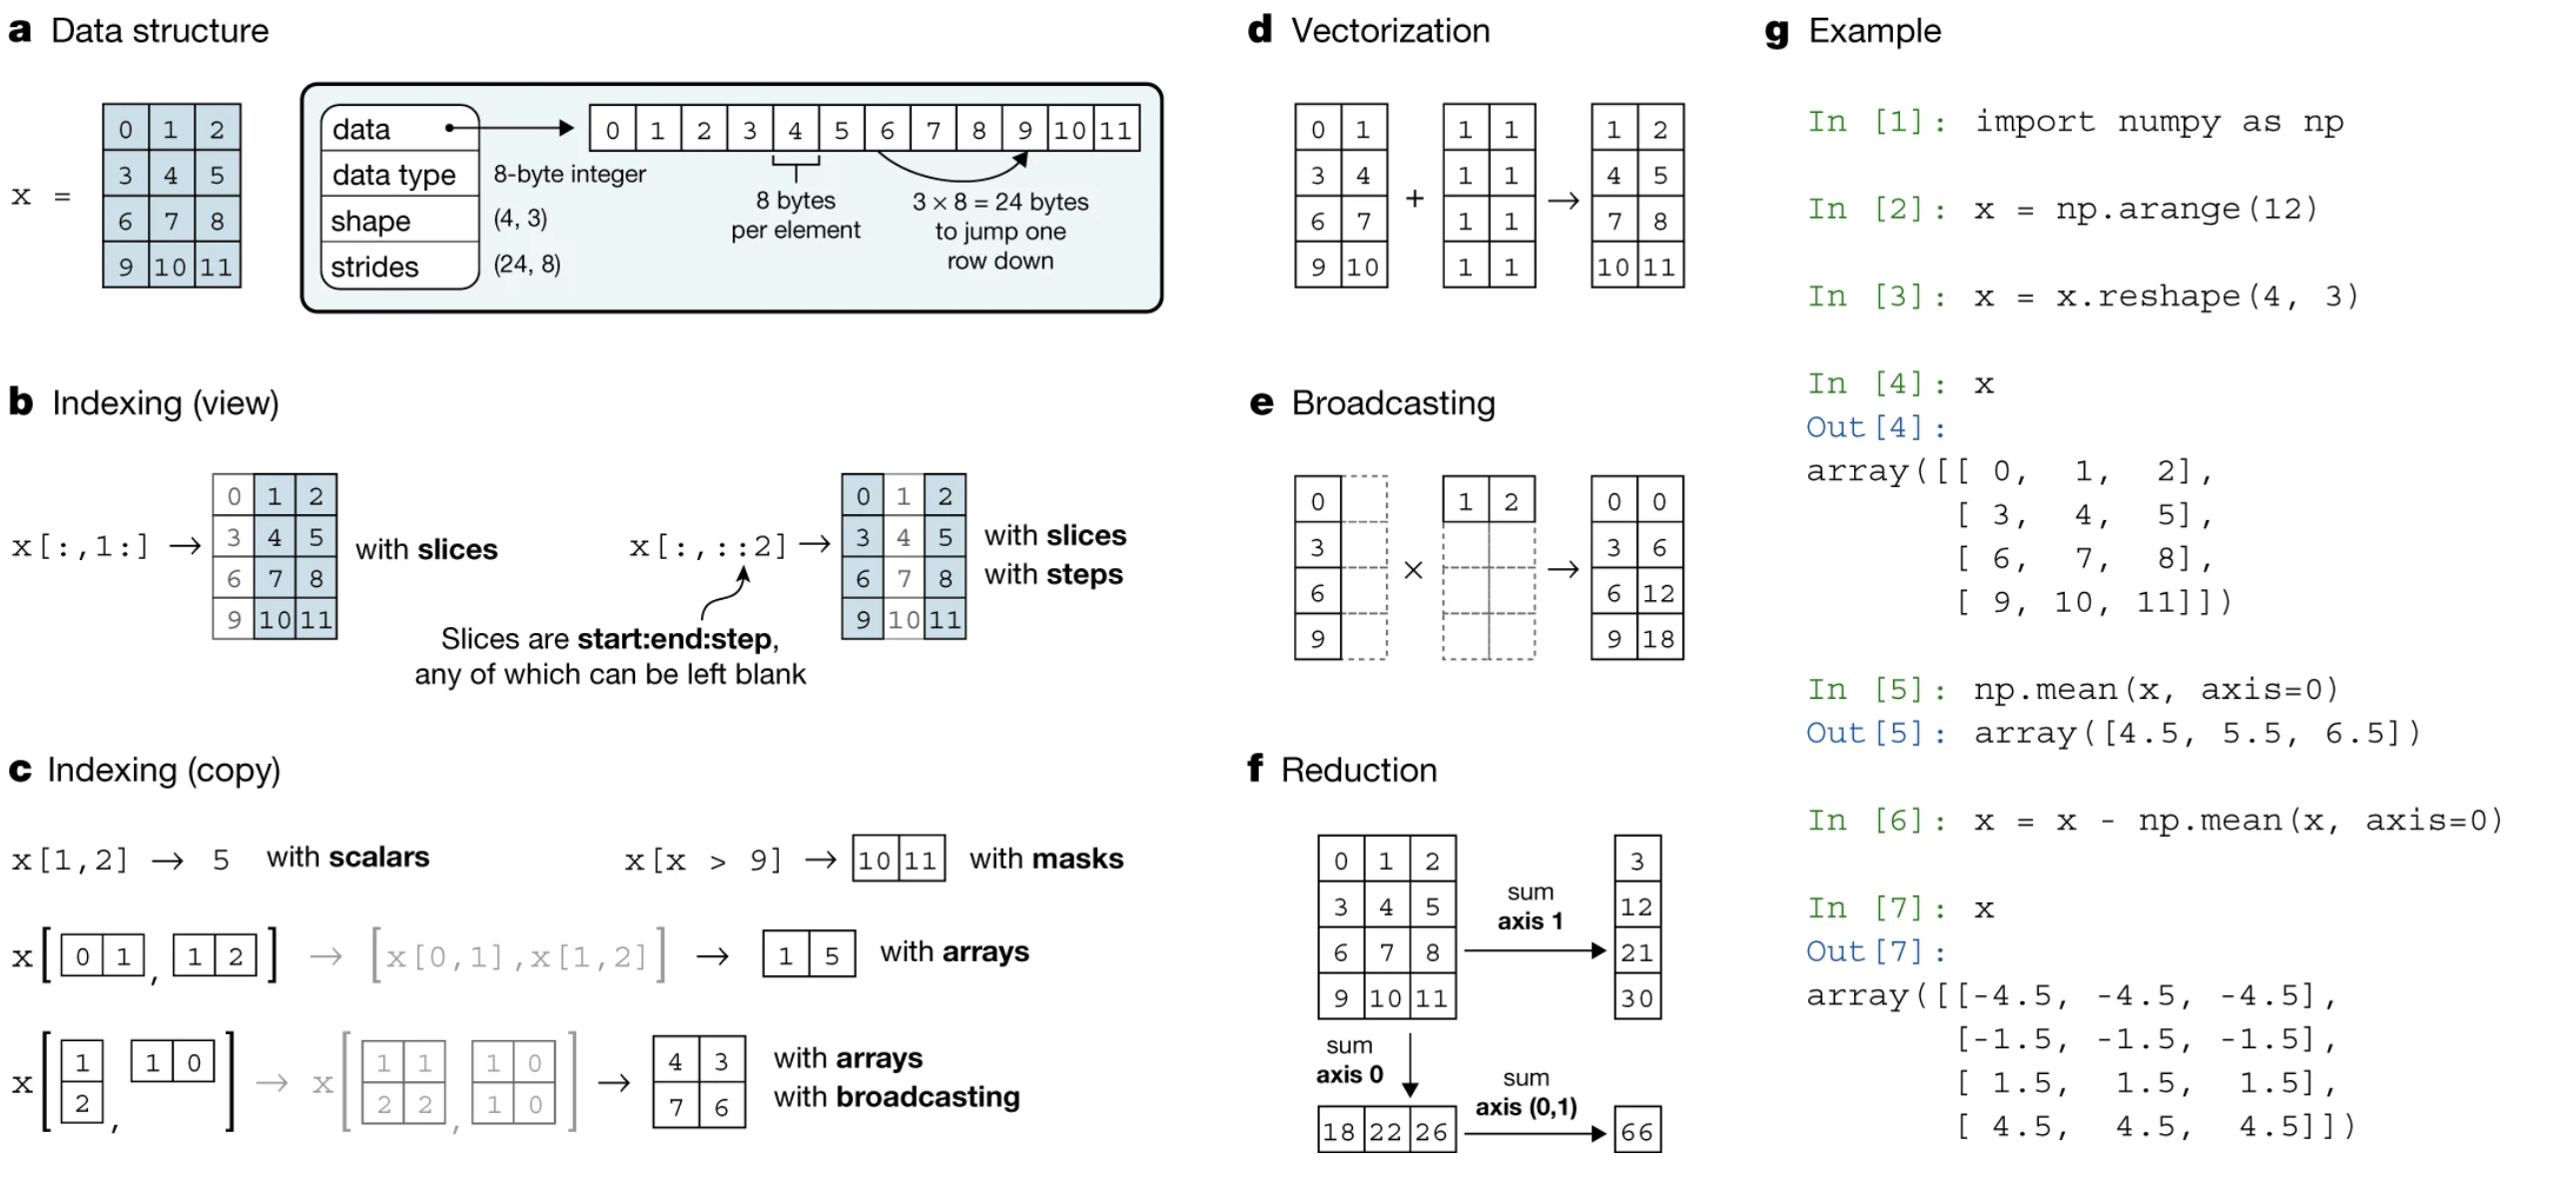 a Data structure
x =
0 1 2
3 4 5
6 7 8
9 10 11
data
data type
shape
strides
8-byte integer
(4, 3)
(24, 8)
0 1 2 3 4 5 6 7 8 9 10 11
8 bytes
per element
3 × 8 = 24 bytes
to jump one
row down
b Indexing (view)
x[:,1:] →
0 1 2
3 4 5
6 7 8
9 10 11
with slices
x[:,::2] →
0 1 2
3 4 5
6 7 8
9 10 11
with slices
with steps
Slices are start:end:step,
any of which can be left blank
c Indexing (copy)
x[1,2] → 5 with scalars
x[x > 9] → 10 11 with masks
x[ 0 1 , 1 2 ] → [x[0,1],x[1,2]] → 1 5 with arrays
x[
1
2
,
1 0
] → x[
1 1
2 2
,
1 0
1 0
] →
4 3
7 6
with arrays
with broadcasting
d Vectorization
0 1
3 4
6 7
9 10
+
1 1
1 1
1 1
1 1
→
1 2
4 5
7 8
10 11
e Broadcasting
0
3
6
9
×
1 2
→
0 0
3 6
6 12
9 18
f Reduction
0 1 2
3 4 5
6 7 8
9 10 11
sum
axis 1
3
12
21
30
sum
axis 0
18 22 26
sum
axis (0,1)
66
g Example
In [1]: import numpy as np
In [2]: x = np.arange(12)
In [3]: x = x.reshape(4, 3)
In [4]: x
Out[4]:
array([[ 0, 1, 2],
[ 3, 4, 5],
[ 6, 7, 8],
[ 9, 10, 11]])
In [5]: np.mean(x, axis=0)
Out[5]: array([4.5, 5.5, 6.5])
In [6]: x = x - np.mean(x, axis=0)
In [7]: x
Out[7]:
array([[-4.5, -4.5, -4.5],
[-1.5, -1.5, -1.5],
[ 1.5, 1.5, 1.5],
[ 4.5, 4.5, 4.5]])